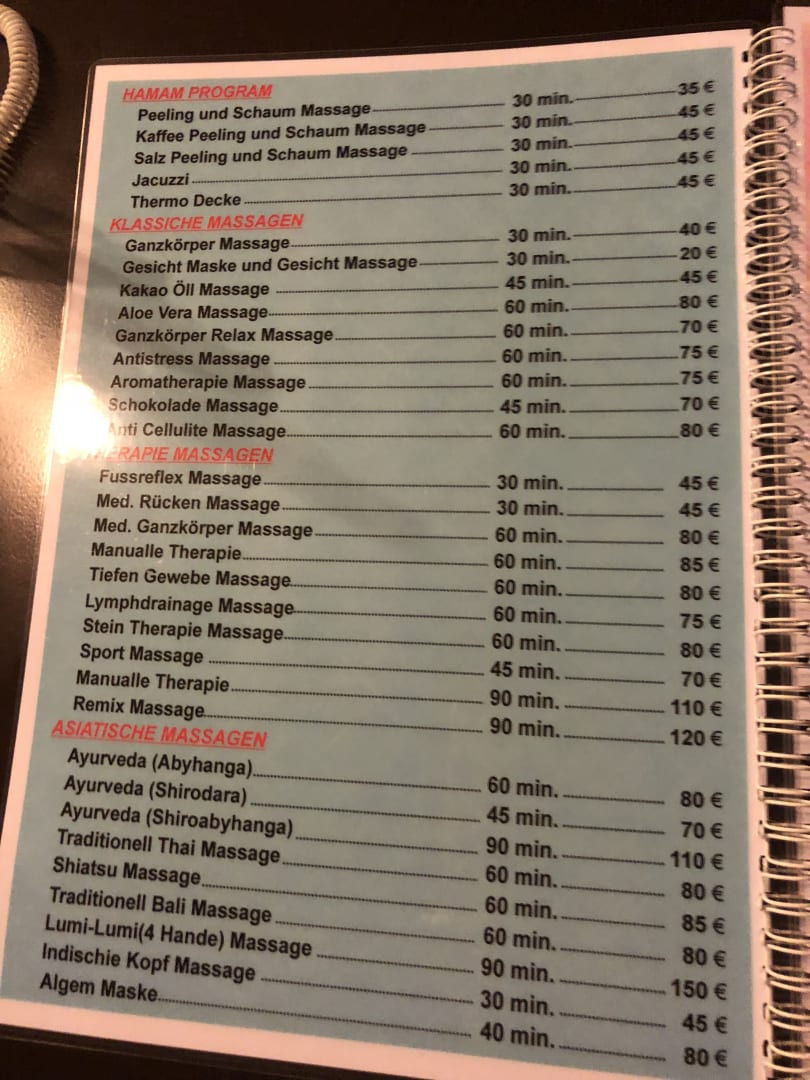 HAMAM PROGRAM
Peeling und Schaum Massage 30 min. 35 €
Kaffee Peeling und Schaum Massage 30 min. 45 €
Salz Peeling und Schaum Massage 30 min. 45 €
Jacuzzi 30 min. 45 €
Thermo Decke 30 min. 45 €
KLASSICHE MASSAGEN
Ganzkörper Massage 30 min. 40 €
Gesicht Maske und Gesicht Massage 30 min. 20 €
Kakao Öll Massage 45 min. 45 €
Aloe Vera Massage 60 min. 80 €
Ganzkörper Relax Massage 60 min. 70 €
Antistress Massage 60 min. 75 €
Aromatherapie Massage 60 min. 75 €
Schokolade Massage 45 min. 70 €
Anti Cellulite Massage 60 min. 80 €
THERAPIE MASSAGEN
Fussreflex Massage 30 min. 45 €
Med. Rücken Massage 30 min. 45 €
Med. Ganzkörper Massage 60 min. 80 €
Manualle Therapie 60 min. 85 €
Tiefen Gewebe Massage 60 min. 80 €
Lymphdrainage Massage 60 min. 75 €
Stein Therapie Massage 60 min. 80 €
Sport Massage 45 min. 70 €
Manualle Therapie 90 min. 110 €
Remix Massage 90 min. 120 €
ASIATISCHE MASSAGEN
Ayurveda (Abyhanga) 60 min. 80 €
Ayurveda (Shirodara) 45 min. 70 €
Ayurveda (Shiroabyhanga) 90 min. 110 €
Traditionell Thai Massage 60 min. 80 €
Shiatsu Massage 60 min. 85 €
Traditionell Bali Massage 60 min. 80 €
Lumi-Lumi(4 Hande) Massage 90 min. 150 €
Indischie Kopf Massage 30 min. 45 €
Algem Maske 40 min. 80 €